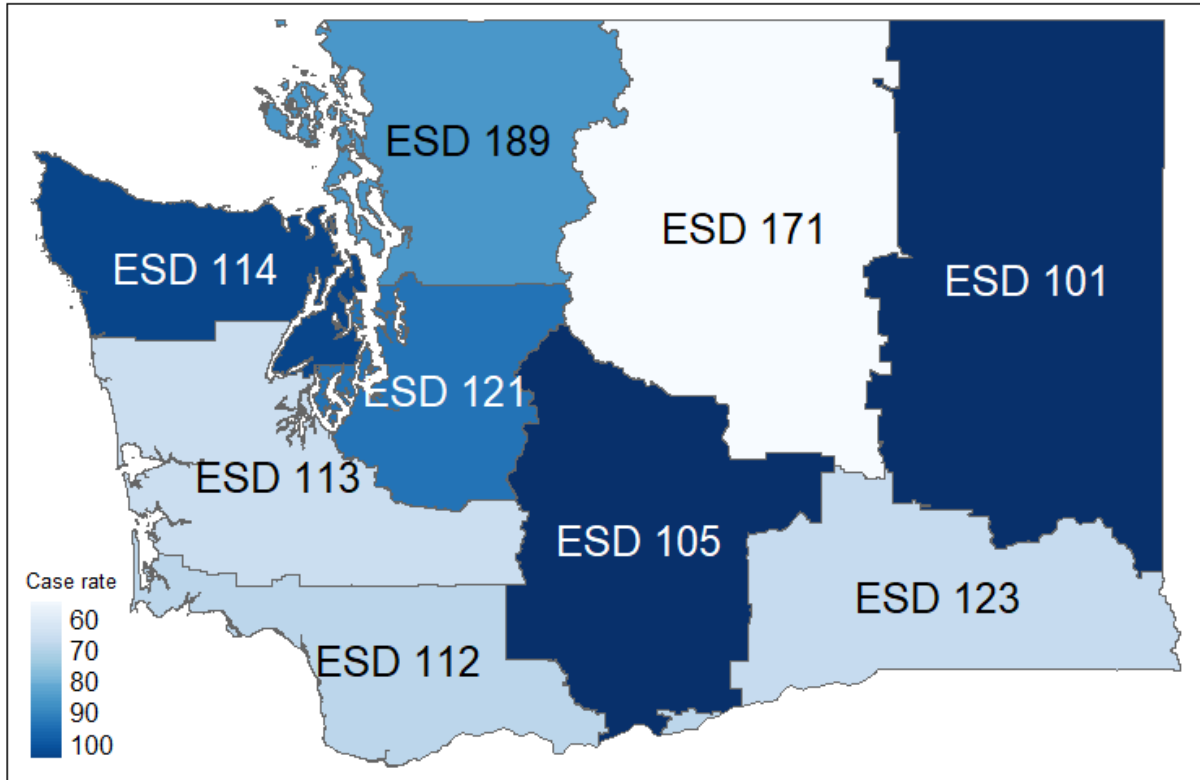 ESD 189
ESD 171
ESD 114
ESD 101
ESD 121
ESD 113
ESD 105
ESD 123
ESD 112
Case rate
60
70
80
90
100